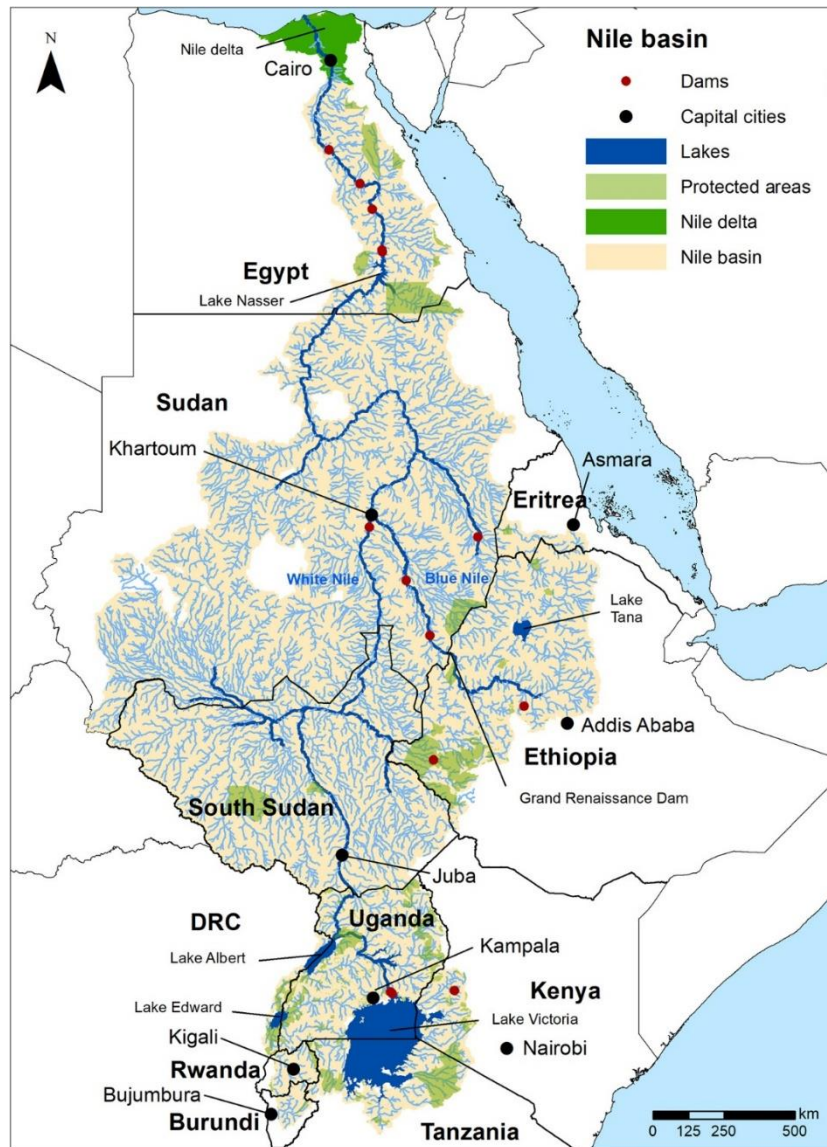 N
Nile delta
Cairo
Nile basin
Dams
Capital cities
Lakes
Protected areas
Nile delta
Nile basin
Egypt
Lake Nasser
Sudan
Khartoum
Asmara
Eritrea
White Nile
Blue Nile
Lake
Tana
Addis Ababa
Ethiopia
Grand Renaissance Dam
South Sudan
Juba
DRC
Uganda
Lake Albert
Kampala
Lake Edward
Kenya
Lake Victoria
Kigali
Nairobi
Rwanda
Bujumbura
Burundi
Tanzania
km
0 125 250 500